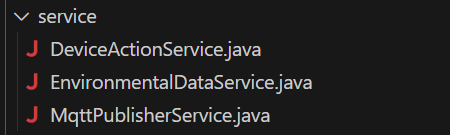 service
DeviceActionService.java
EnvironmentalDataService.java
MqttPublisherService.java